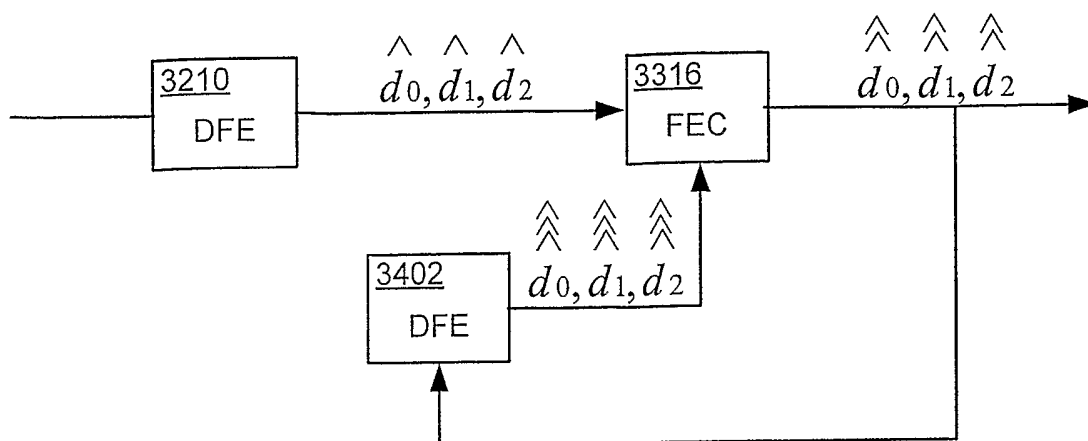 3210
DFE
^ ^ ^
d0, d1, d2
3316
FEC
^^ ^^ ^^
d0, d1, d2
3402
DFE
^^^ ^^^ ^^^
d0, d1, d2